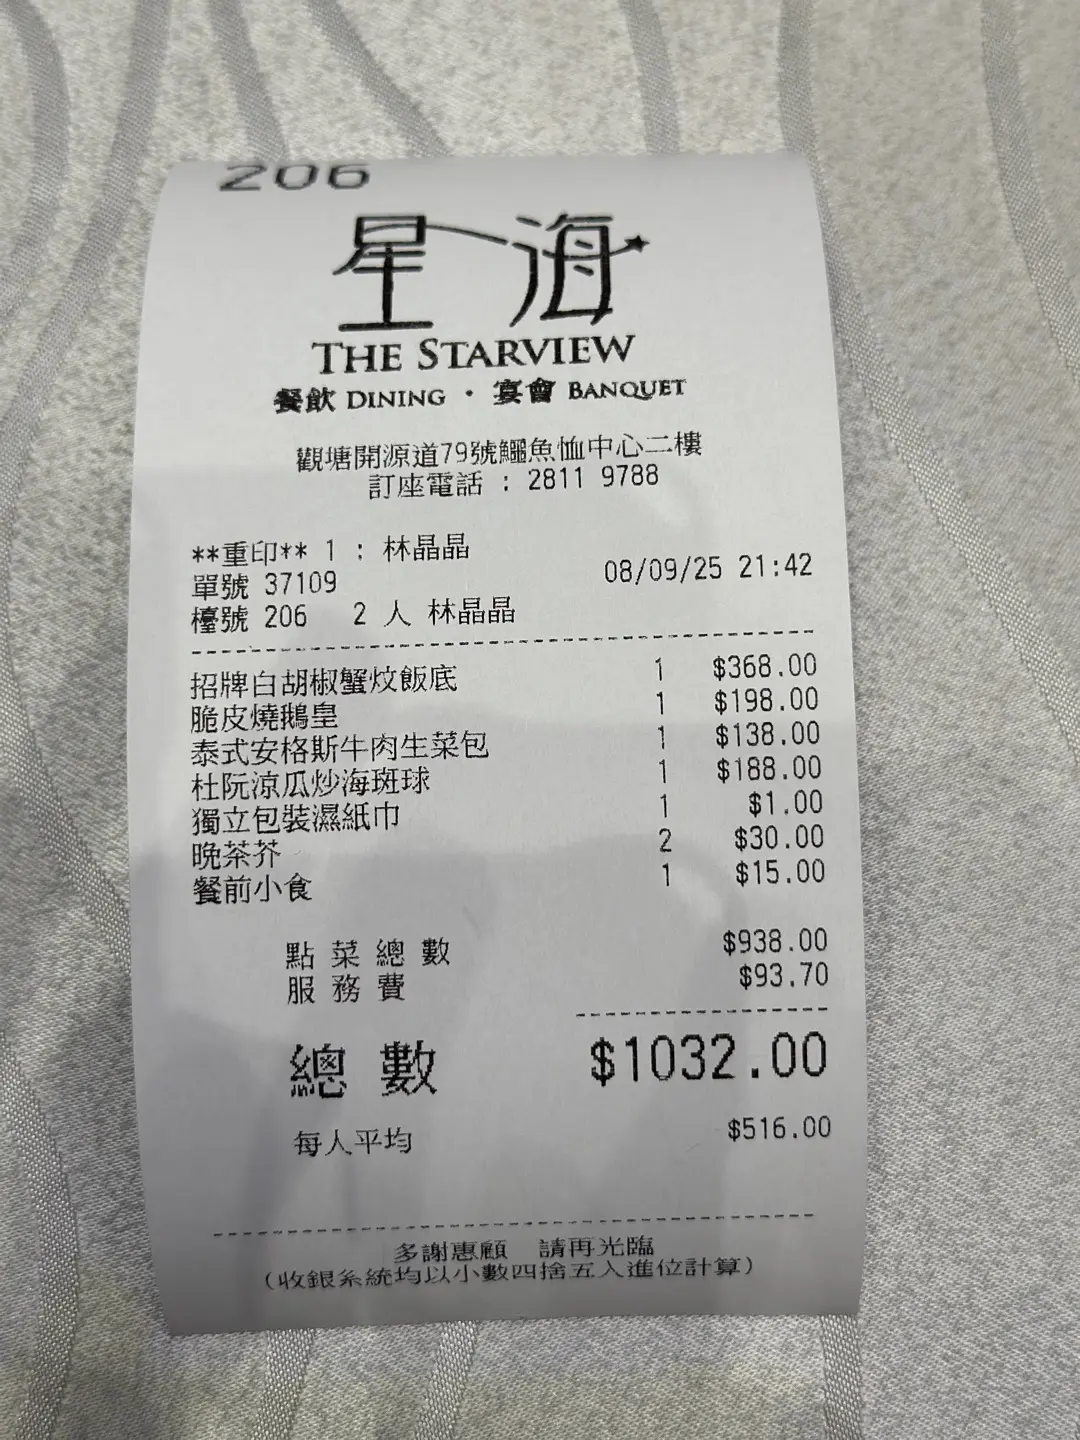 206
星海
THE STARVIEW
餐飲 DINING · 宴會 BANQUET
觀塘開源道79號鱷魚恤中心二樓
訂座電話 : 2811 9788
**重印** 1 : 林晶晶
單號 37109 08/09/25 21:42
檯號 206 2 人 林晶晶
招牌白胡椒蟹炆飯底 1 $368.00
脆皮燒鵝皇 1 $198.00
泰式安格斯牛肉生菜包 1 $138.00
杜阮涼瓜炒海斑球 1 $188.00
獨立包裝濕紙巾 1 $1.00
晚茶芥 2 $30.00
餐前小食 1 $15.00
點菜總數 $938.00
服務費 $93.70
總數 $1032.00
每人平均 $516.00
多謝惠顧 請再光臨
(收銀系統均以小數四捨五入進位計算)